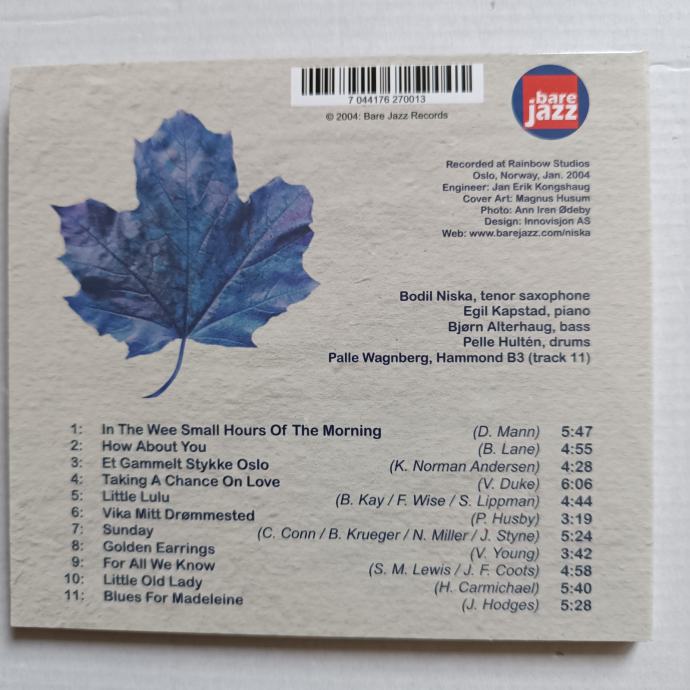 7 044176 270013
© 2004: Bare Jazz Records
bare
jazz
Recorded at Rainbow Studios
Oslo, Norway, Jan. 2004
Engineer: Jan Erik Kongshaug
Cover Art: Magnus Husum
Photo: Ann Iren Ødeby
Design: Innovisjon AS
Web: www.barejazz.com/niska
Bodil Niska, tenor saxophone
Egil Kapstad, piano
Bjørn Alterhaug, bass
Pelle Hultén, drums
Palle Wagnberg, Hammond B3 (track 11)
1: In The Wee Small Hours Of The Morning (D. Mann) 5:47
2: How About You (B. Lane) 4:55
3: Et Gammelt Stykke Oslo (K. Norman Andersen) 4:28
4: Taking A Chance On Love (V. Duke) 6:06
5: Little Lulu (B. Kay / F. Wise / S. Lippman) 4:44
6: Vika Mitt Drømmested (P. Husby) 3:19
7: Sunday (C. Conn / B. Krueger / N. Miller / J. Styne) 5:24
8: Golden Earrings (V. Young) 3:42
9: For All We Know (S. M. Lewis / J. F. Coots) 4:58
10: Little Old Lady (H. Carmichael) 5:40
11: Blues For Madeleine (J. Hodges) 5:28